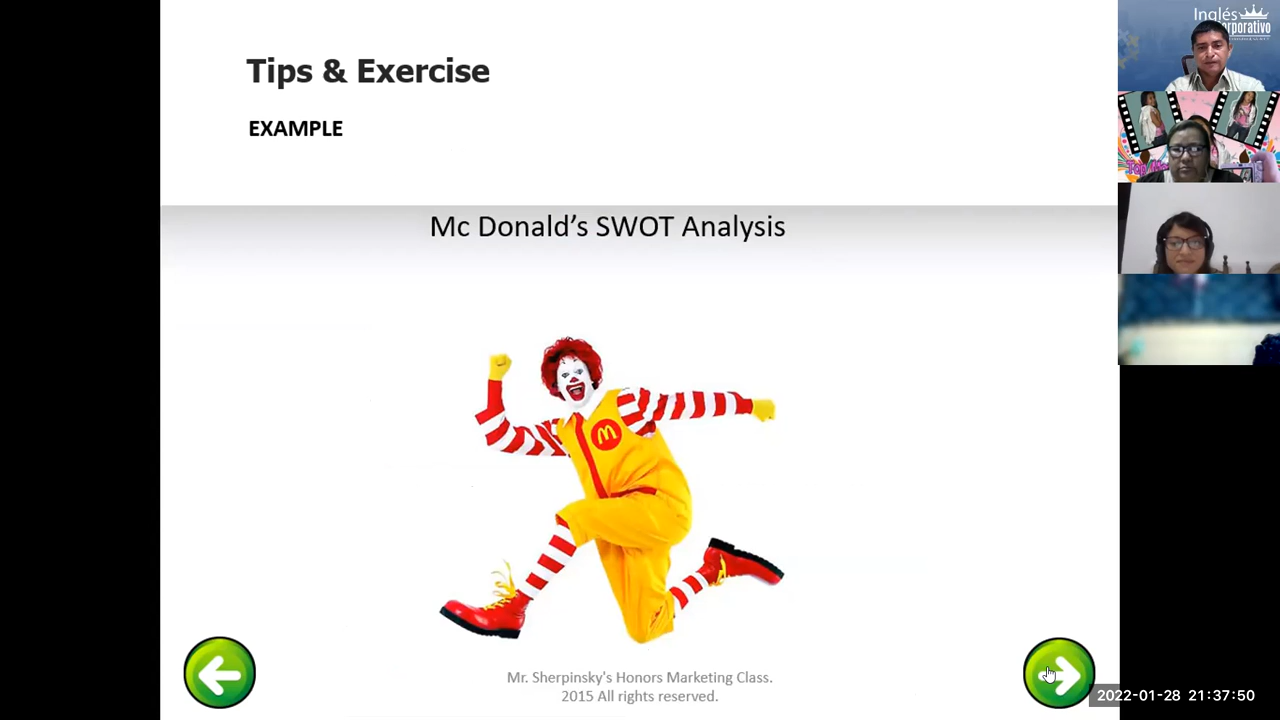 Tips & Exercise
EXAMPLE
Mc Donald's SWOT Analysis
Mr. Sherpinsky's Honors Marketing Class.
2015 All rights reserved.
Inglés
orporativo
2022-01-28 21:37:50